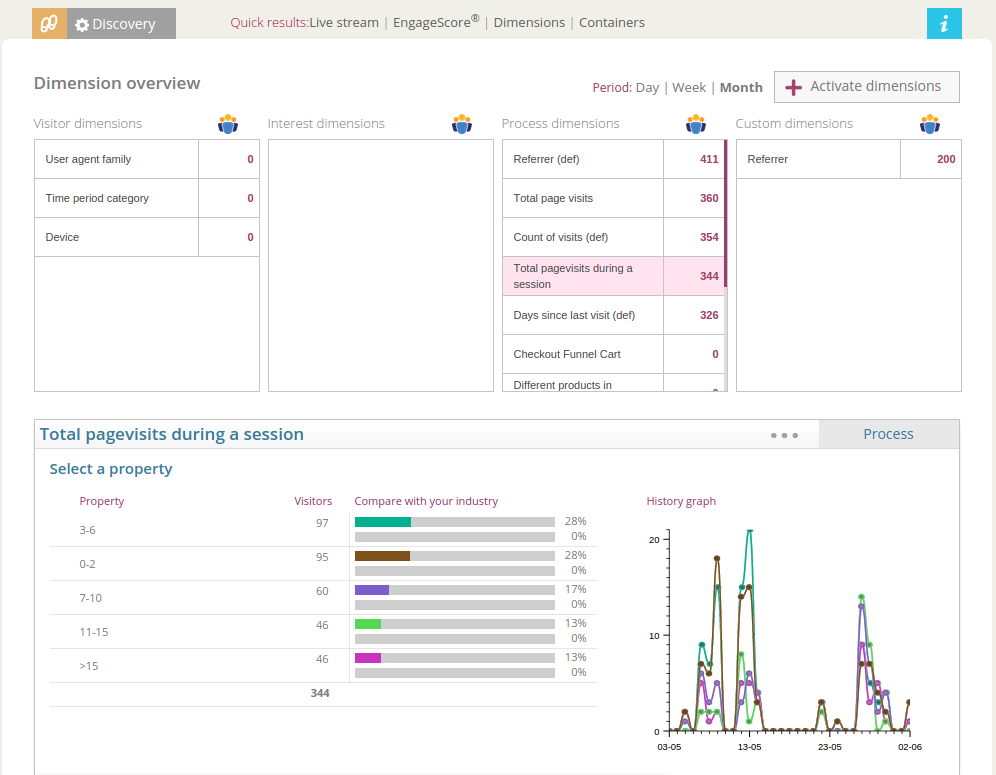 Discovery
Quick results:Live stream | EngageScore® | Dimensions | Containers
i
Dimension overview
Period: Day | Week | Month
Activate dimensions
Visitor dimensions
User agent family 0
Time period category 0
Device 0
Interest dimensions
Process dimensions
Referrer (def) 411
Total page visits 360
Count of visits (def) 354
Total pagevisits during a
session 344
Days since last visit (def) 326
Checkout Funnel Cart 0
Different products in
Custom dimensions
Referrer 200
Total pagevisits during a session
Process
Select a property
Property Visitors Compare with your industry
3-6 97 28%
0%
0-2 95 28%
0%
7-10 60 17%
0%
11-15 46 13%
0%
>15 46 13%
0%
344
History graph
20
10
0
03-05 13-05 23-05 02-06